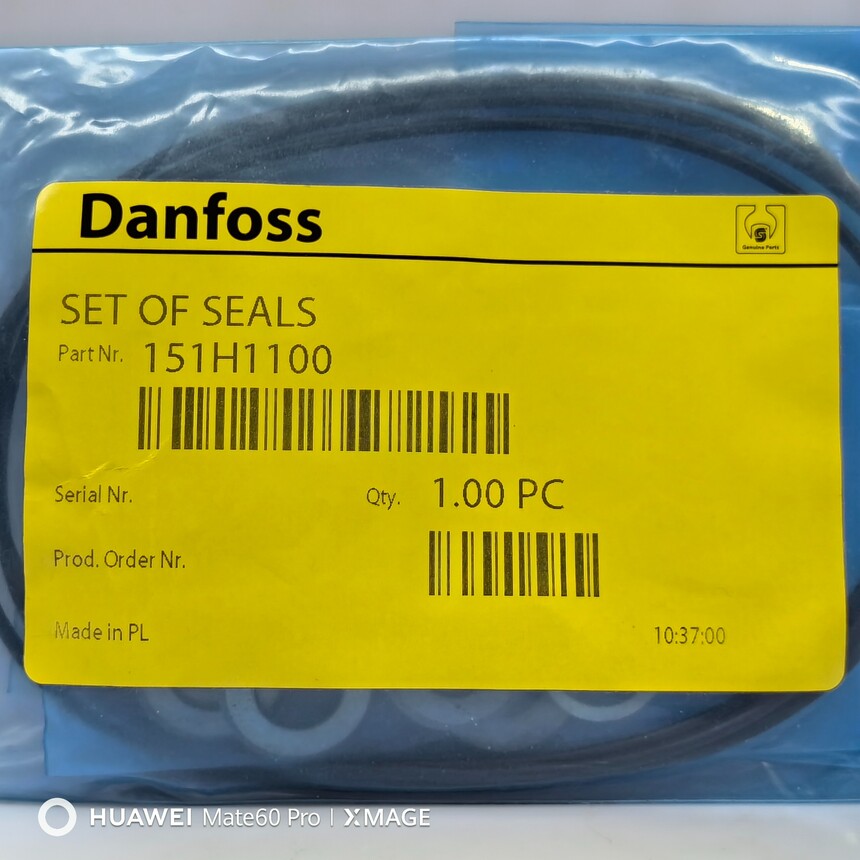 Danfoss
Genuine Parts
SET OF SEALS
Part Nr. 151H1100
Serial Nr. Qty. 1.00 PC
Prod. Order Nr.
Made in PL 10:37:00
HUAWEI Mate60 Pro | XMAGE